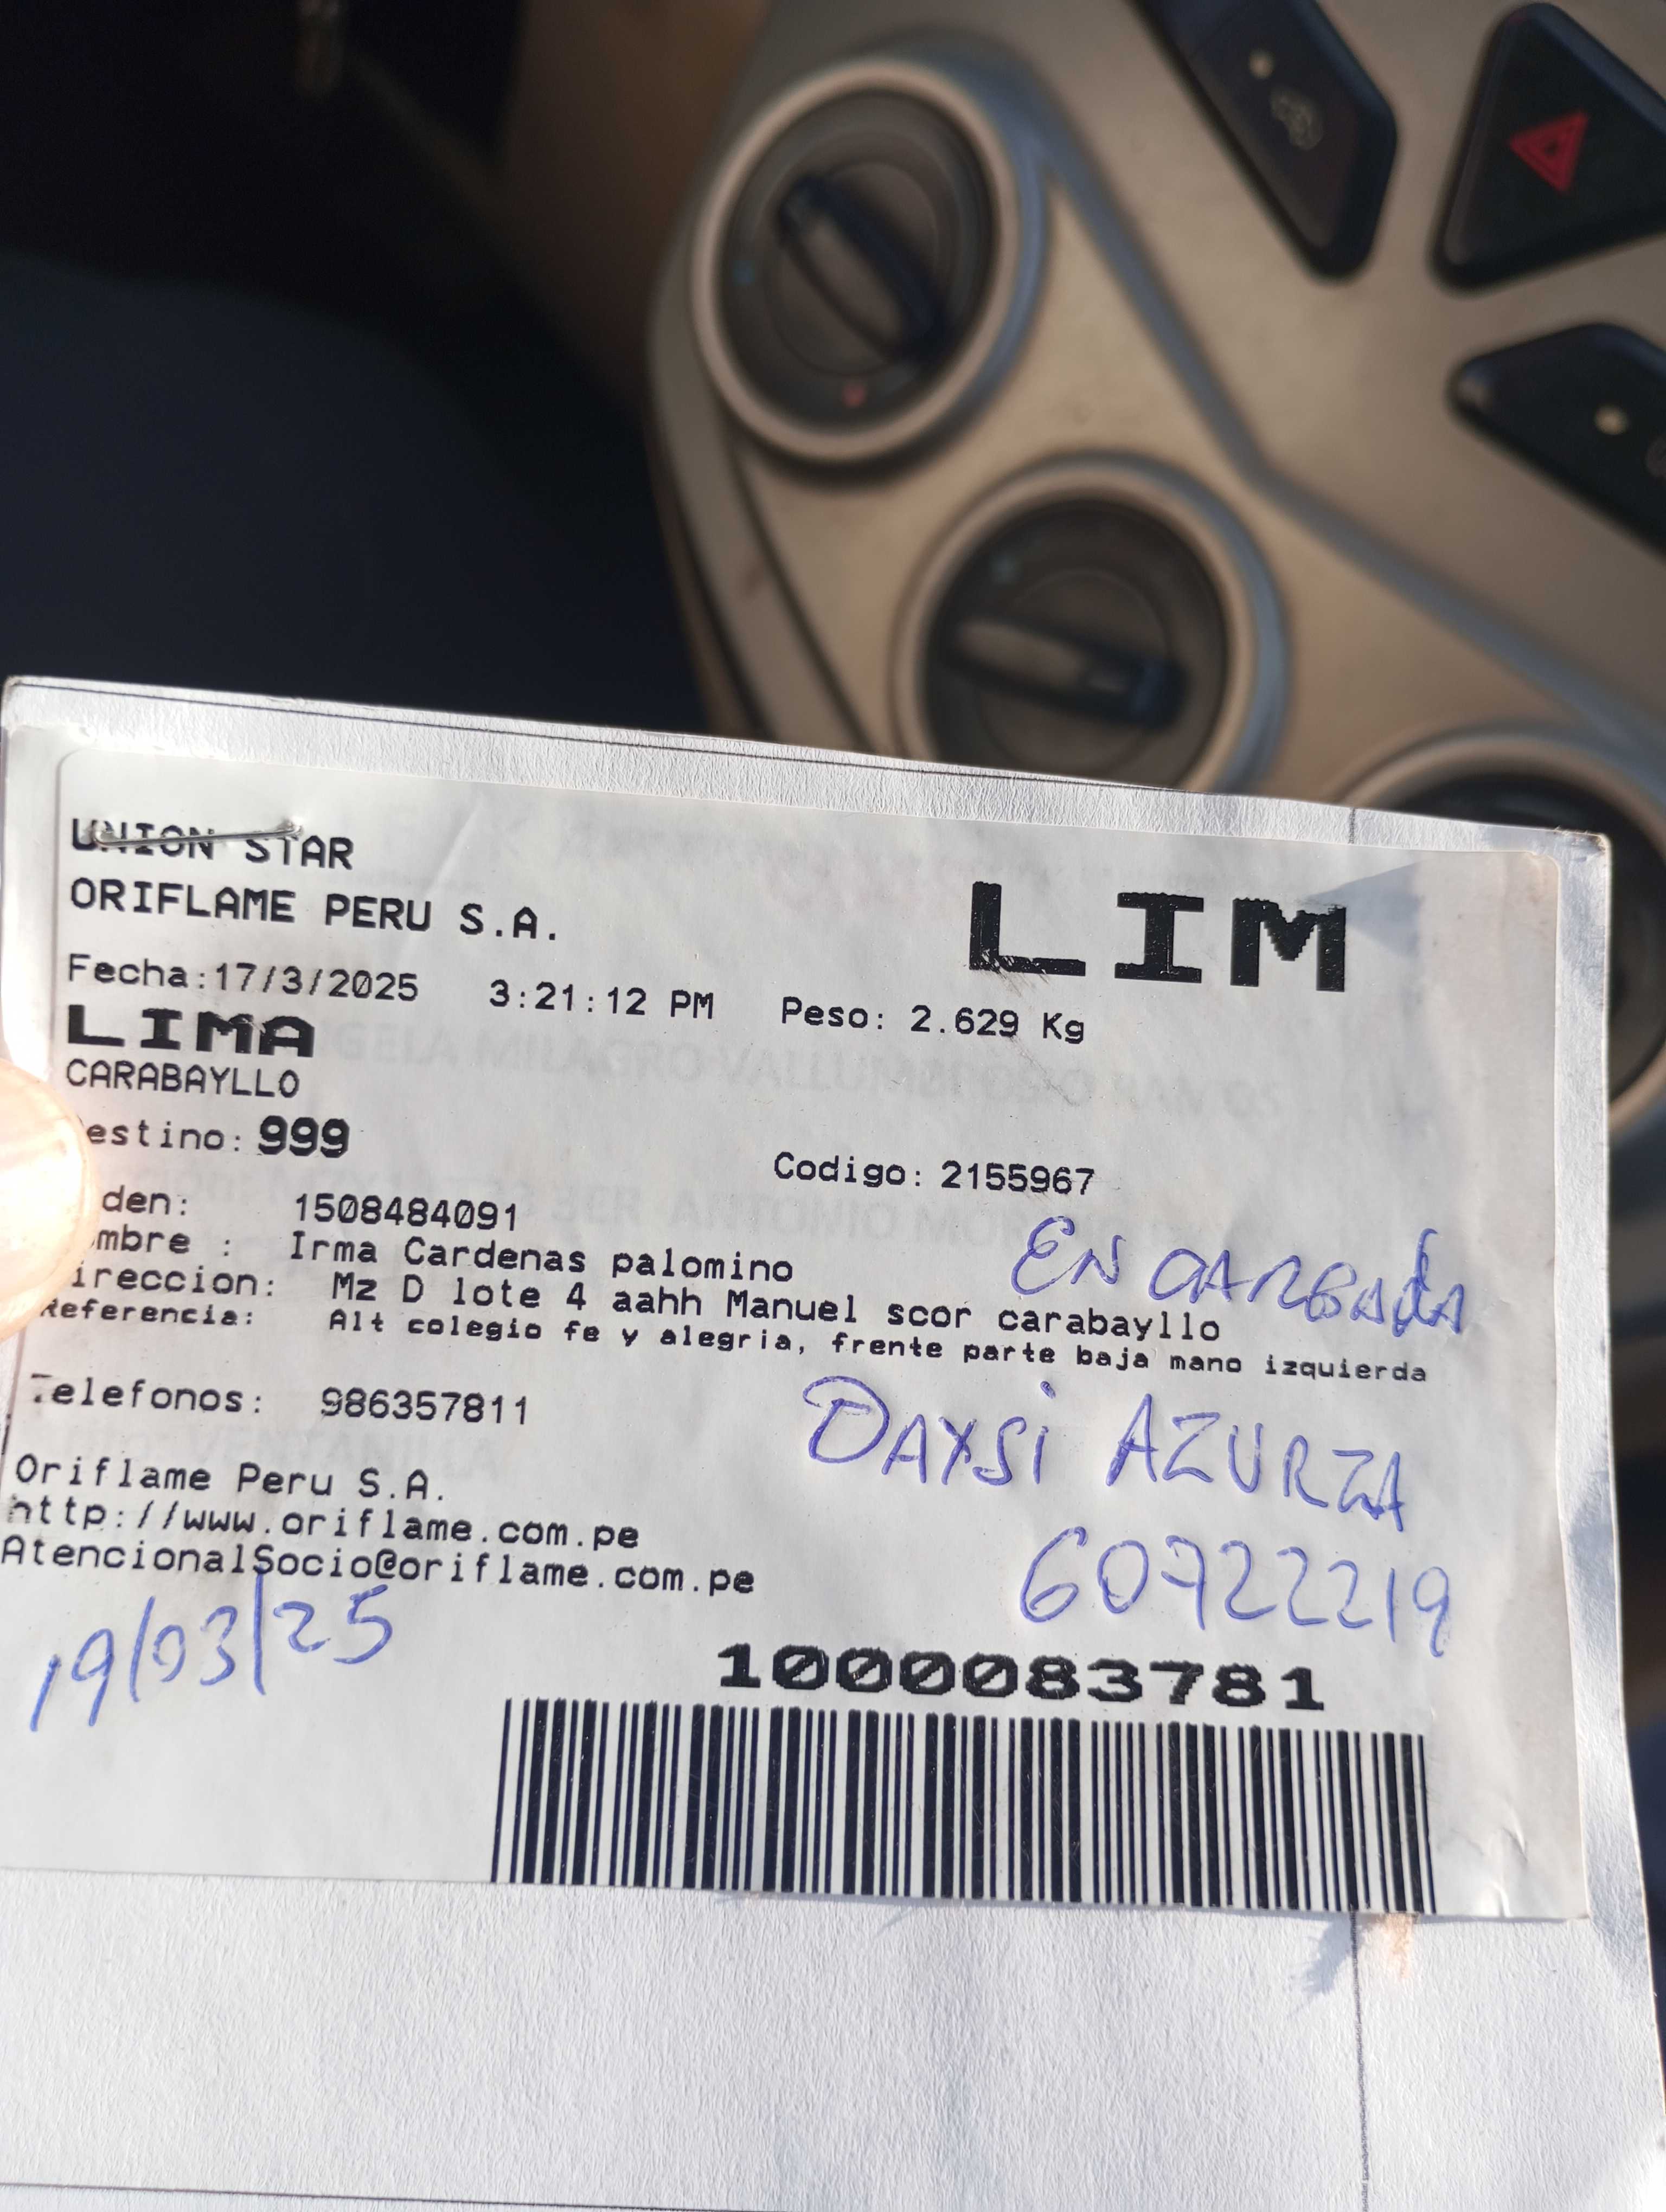 UNION STAR
ORIFLAME PERU S.A.
LIM
Fecha:17/3/2025 3:21:12 PM Peso: 2.629 Kg
LIMA
CARABAYLLO
estino: 999
Codigo: 2155967
den: 1508484091
mbre : Irma Cardenas palomino
ireccion: Mz D lote 4 aahh Manuel scor carabayllo
Referencia: Alt colegio fe y alegria, frente parte baja mano izquierda
ENCARGADA
Telefonos: 986357811
DAYSI AZURZA
60722219
Oriflame Peru S.A.
http://www.oriflame.com.pe
AtencionalSocio@oriflame.com.pe
19/03/25
1000083781